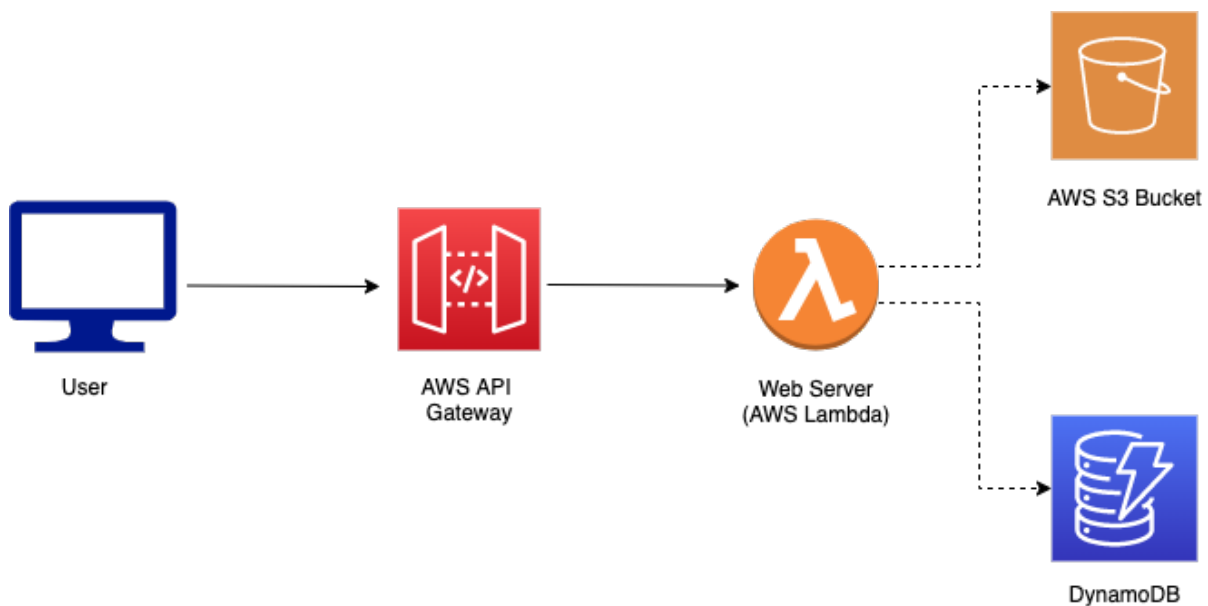 AWS S3 Bucket
User
AWS API
Gateway
</>
Web Server
(AWS Lambda)
DynamoDB